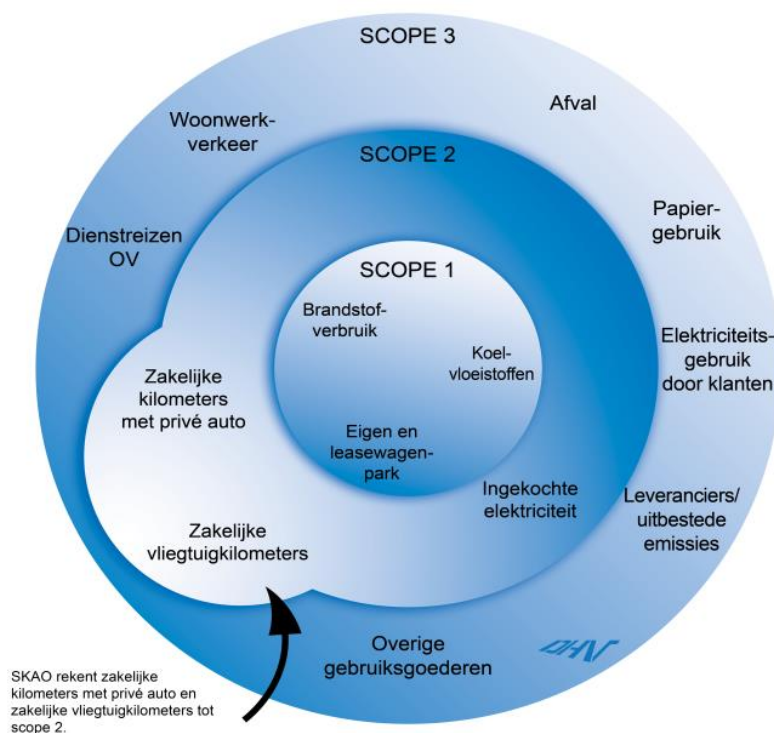 SCOPE 3
Afval
Woonwerk-
verkeer
SCOPE 2
Papier-
gebruik
Dienstreizen
OV
SCOPE 1
Brandstof-
verbruik
Koel-
vloeistoffen
Elektriciteits-
gebruik
door klanten
Zakelijke
kilometers
met privé auto
Eigen en
leasewagen-
park
Ingekochte
elektriciteit
Leveranciers/
uitbestede
emissies
Zakelijke
vliegtuigkilometers
Overige
gebruiksgoederen
DHV
SKAO rekent zakelijke
kilometers met privé auto en
zakelijke vliegtuigkilometers tot
scope 2.